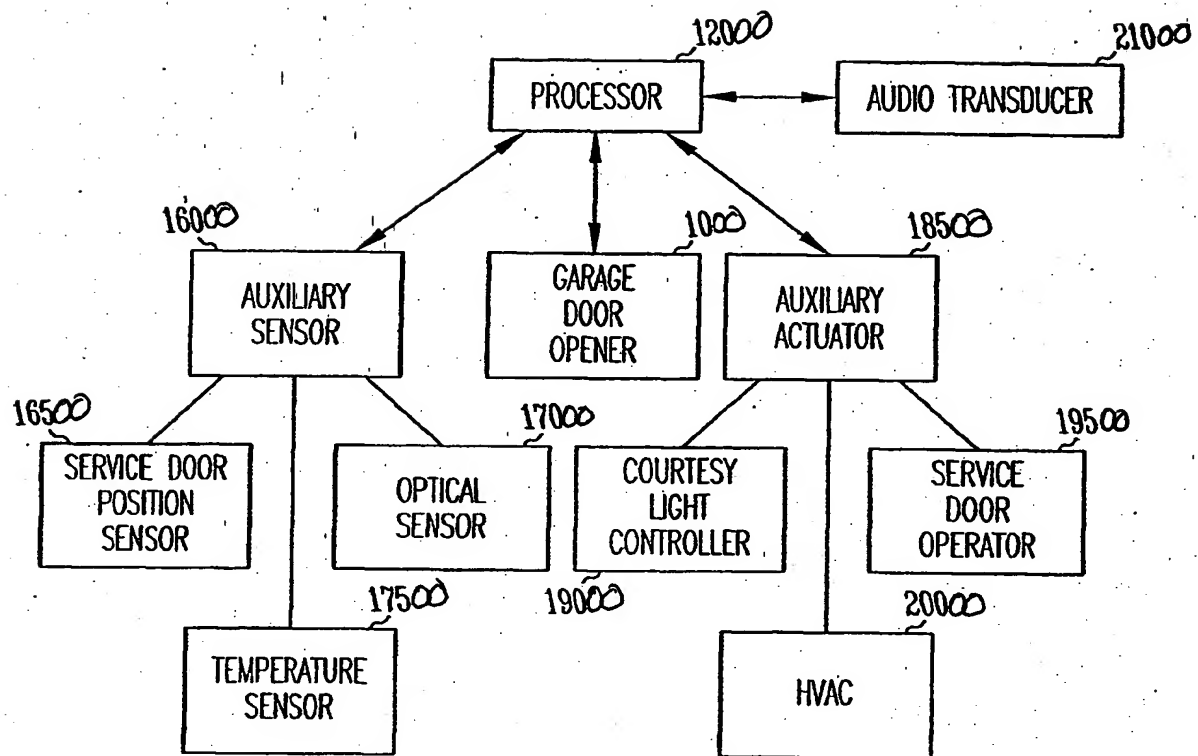 12000
21000
PROCESSOR
AUDIO TRANSDUCER
16000
1000
18500
AUXILIARY
SENSOR
GARAGE
DOOR
OPENER
AUXILIARY
ACTUATOR
16500
17000
19500
SERVICE DOOR
POSITION
SENSOR
OPTICAL
SENSOR
COURTESY
LIGHT
CONTROLLER
SERVICE
DOOR
OPERATOR
17500
19000
20000
TEMPERATURE
SENSOR
HVAC